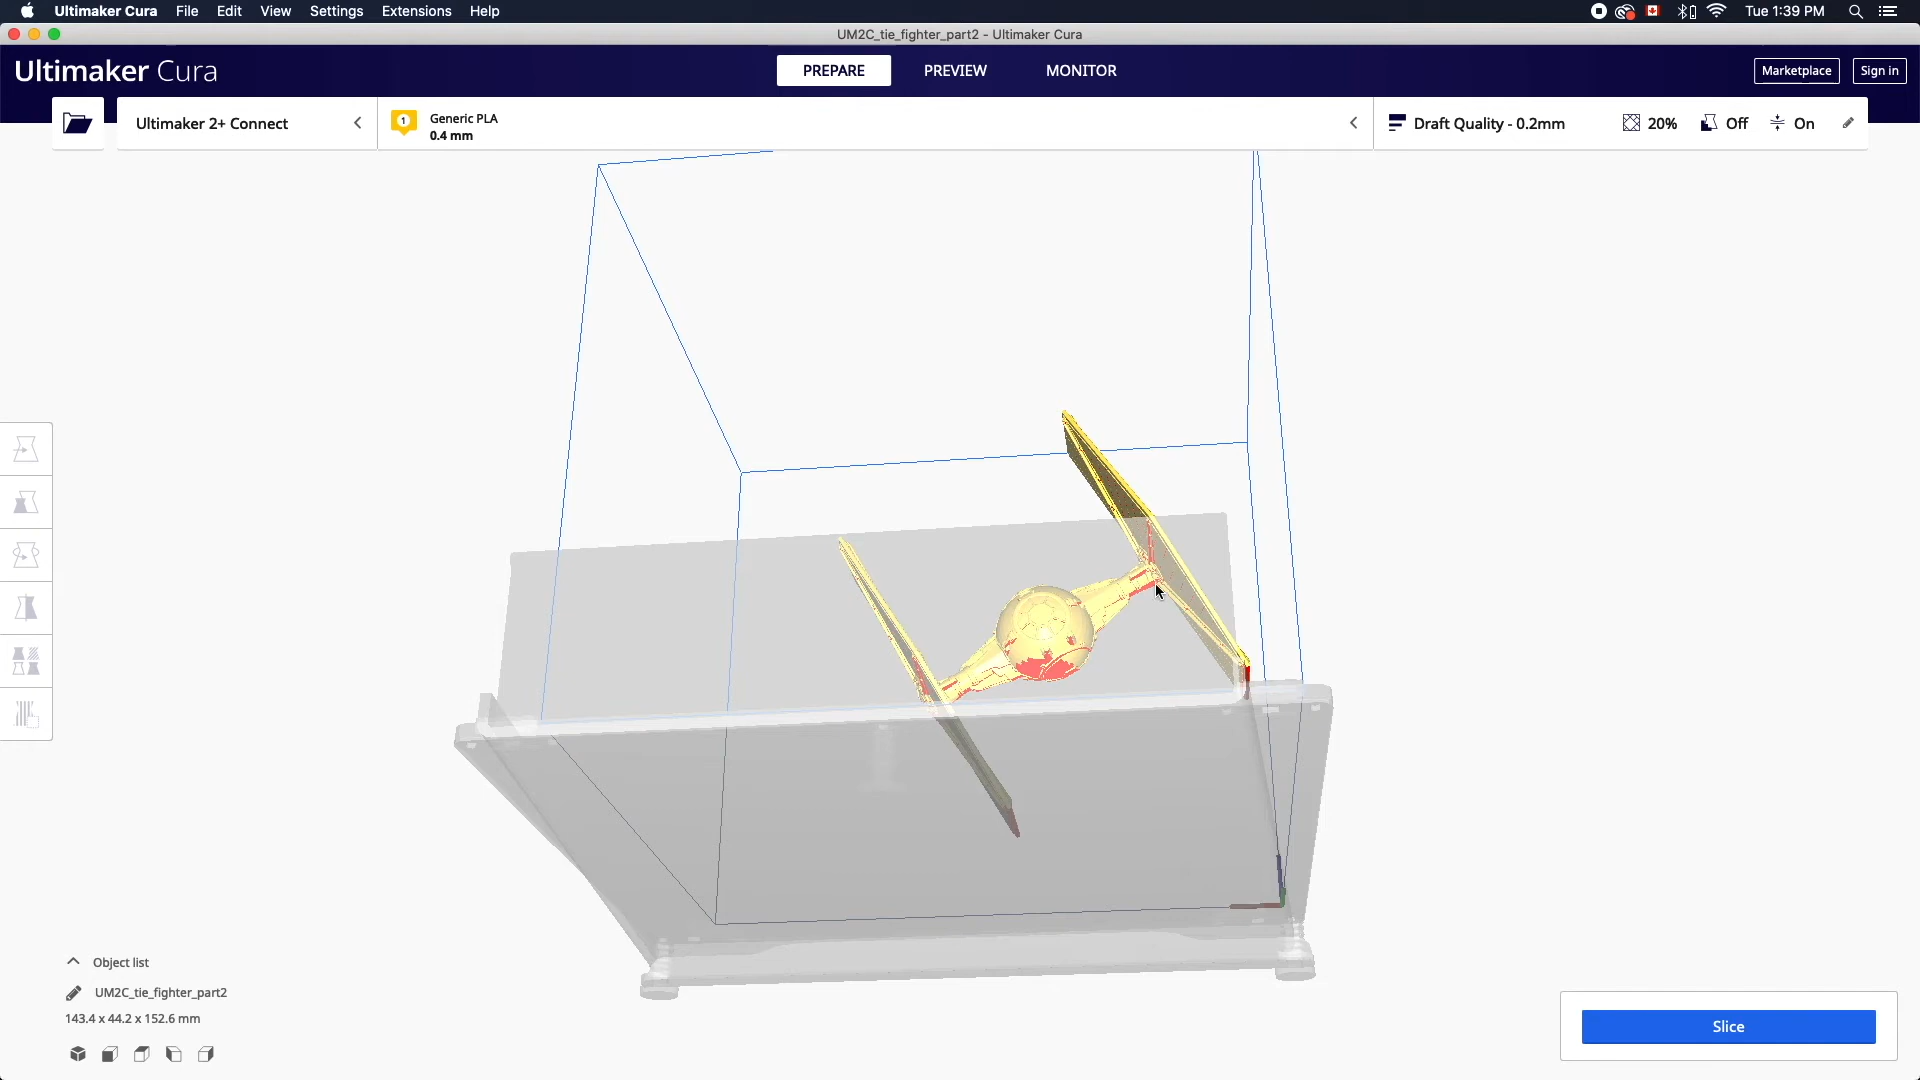 Ultimaker Cura File Edit View Settings Extensions Help Tue 1:39 PM
UM2C_tie_fighter_part2 - Ultimaker Cura
Ultimaker Cura PREPARE PREVIEW MONITOR Marketplace Sign in
Ultimaker 2+ Connect
1 Generic PLA
0.4 mm
Draft Quality - 0.2mm 20% Off On
Object list
UM2C_tie_fighter_part2
143.4 x 44.2 x 152.6 mm
Slice